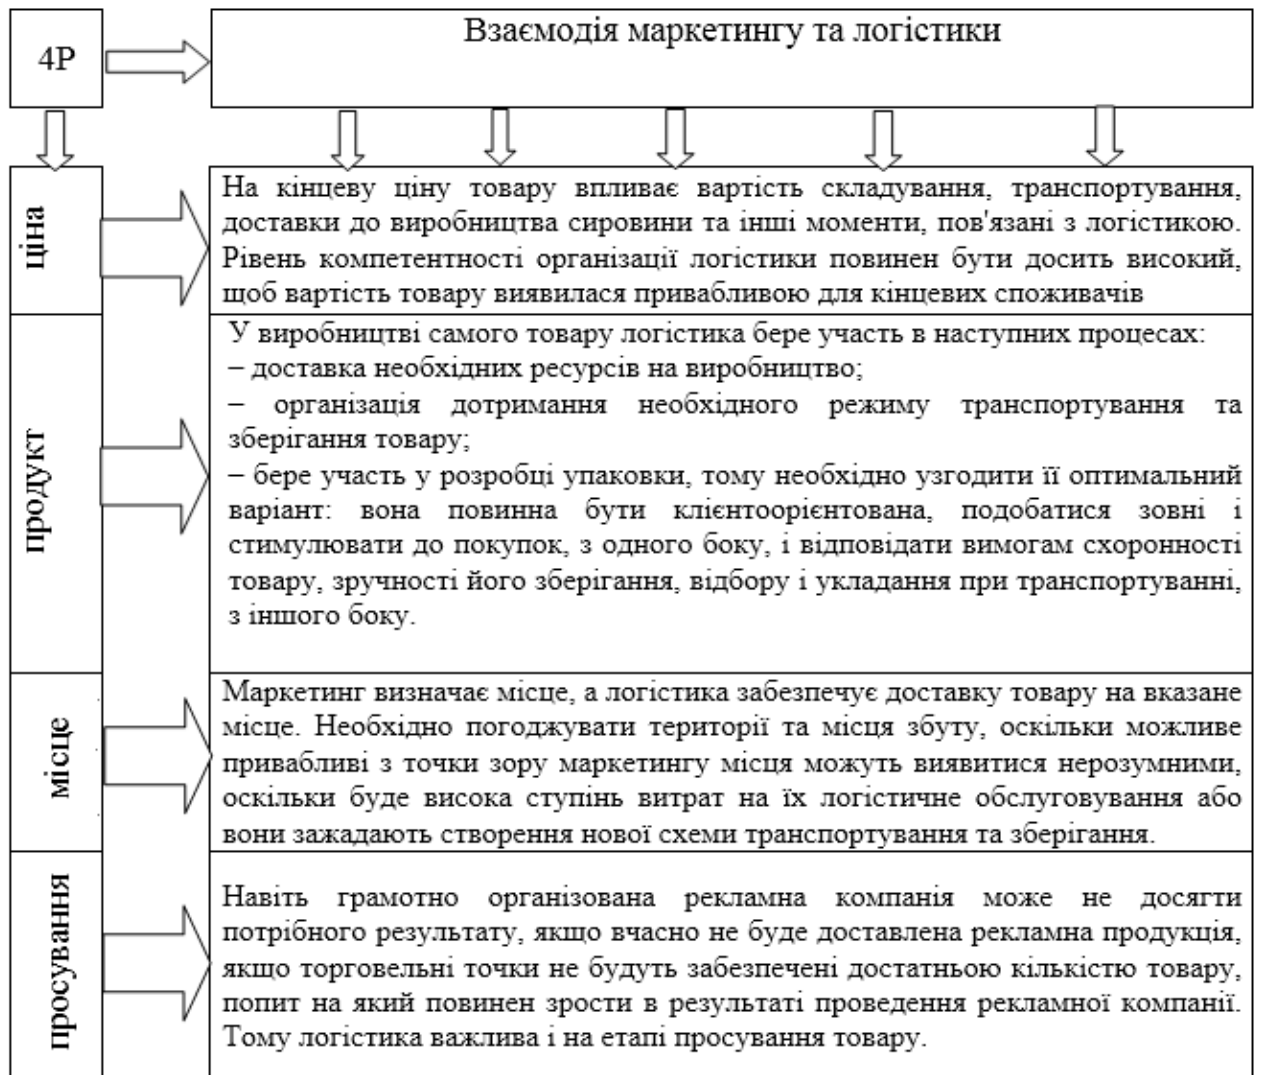 4Р
Взаємодія маркетингу та логістики
ціна
На кінцеву ціну товару впливає вартість складування, транспортування,
доставки до виробництва сировини та інші моменти, пов'язані з логістикою.
Рівень компетентності організації логістики повинен бути досить високий,
щоб вартість товару виявилася привабливою для кінцевих споживачів
продукт
У виробництві самого товару логістика бере участь в наступних процесах:
– доставка необхідних ресурсів на виробництво;
– організація дотримання необхідного режиму транспортування та
зберігання товару;
– бере участь у розробці упаковки, тому необхідно узгодити її оптимальний
варіант: вона повинна бути клієнтоорієнтована, подобатися зовні і
стимулювати до покупок, з одного боку, і відповідати вимогам схоронності
товару, зручності його зберігання, відбору і укладання при транспортуванні,
з іншого боку.
місце
Маркетинг визначає місце, а логістика забезпечує доставку товару на вказане
місце. Необхідно погоджувати території та місця збуту, оскільки можливе
привабливі з точки зору маркетингу місця можуть виявитися нерозумними,
оскільки буде висока ступінь витрат на їх логістичне обслуговування або
вони зажадають створення нової схеми транспортування та зберігання.
просування
Навіть грамотно організована рекламна компанія може не досягти
потрібного результату, якщо вчасно не буде доставлена рекламна продукція,
якщо торговельні точки не будуть забезпечені достатньою кількістю товару,
попит на який повинен зрости в результаті проведення рекламної компанії.
Тому логістика важлива і на етапі просування товару.